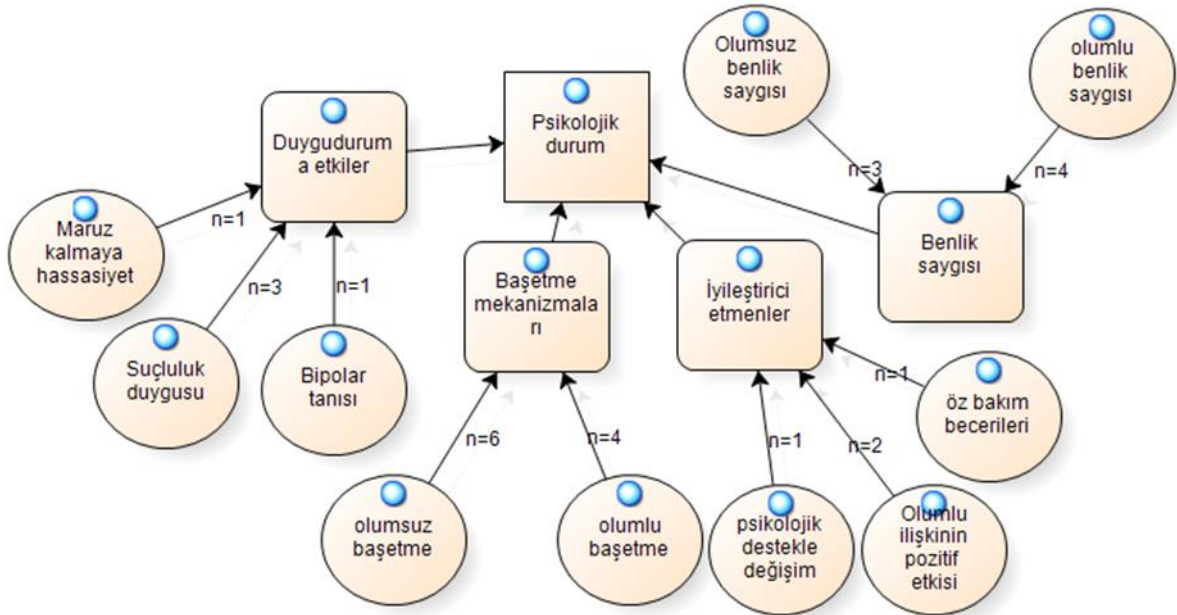 Olumsuz
benlik
saygısı
olumlu
benlik
saygısı
Duygudurum
a etkiler
Psikolojik
durum
n=3
n=4
Maruz
kalmaya
hassasiyet
n=1
Benlik
saygısı
Başetme
mekanizmala
rı
İyileştirici
etmenler
n=3
n=1
Suçluluk
duygusu
Bipolar
tanısı
n=1
öz bakım
becerileri
n=6
n=4
n=1
n=2
olumsuz
başetme
olumlu
başetme
psikolojik
destekle
değişim
Olumlu
ilişkinin
pozitif
etkisi